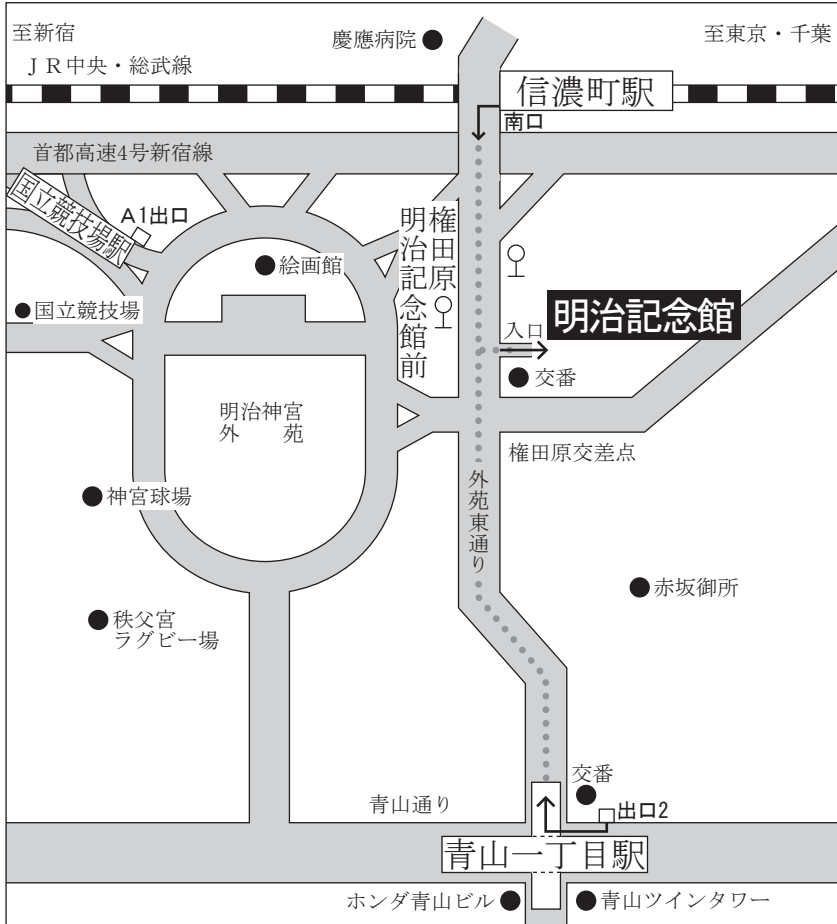 至新宿
慶應病院
至東京・千葉
ＪＲ中央・総武線
信濃町駅
南口
首都高速4号新宿線
国立競技場駅
A1出口
権田原
明治記念館前
絵画館
国立競技場
明治記念館
入口
交番
明治神宮
外　苑
権田原交差点
神宮球場
外苑東通り
赤坂御所
秩父宮
ラグビー場
交番
青山通り
出口2
青山一丁目駅
ホンダ青山ビル
青山ツインタワー